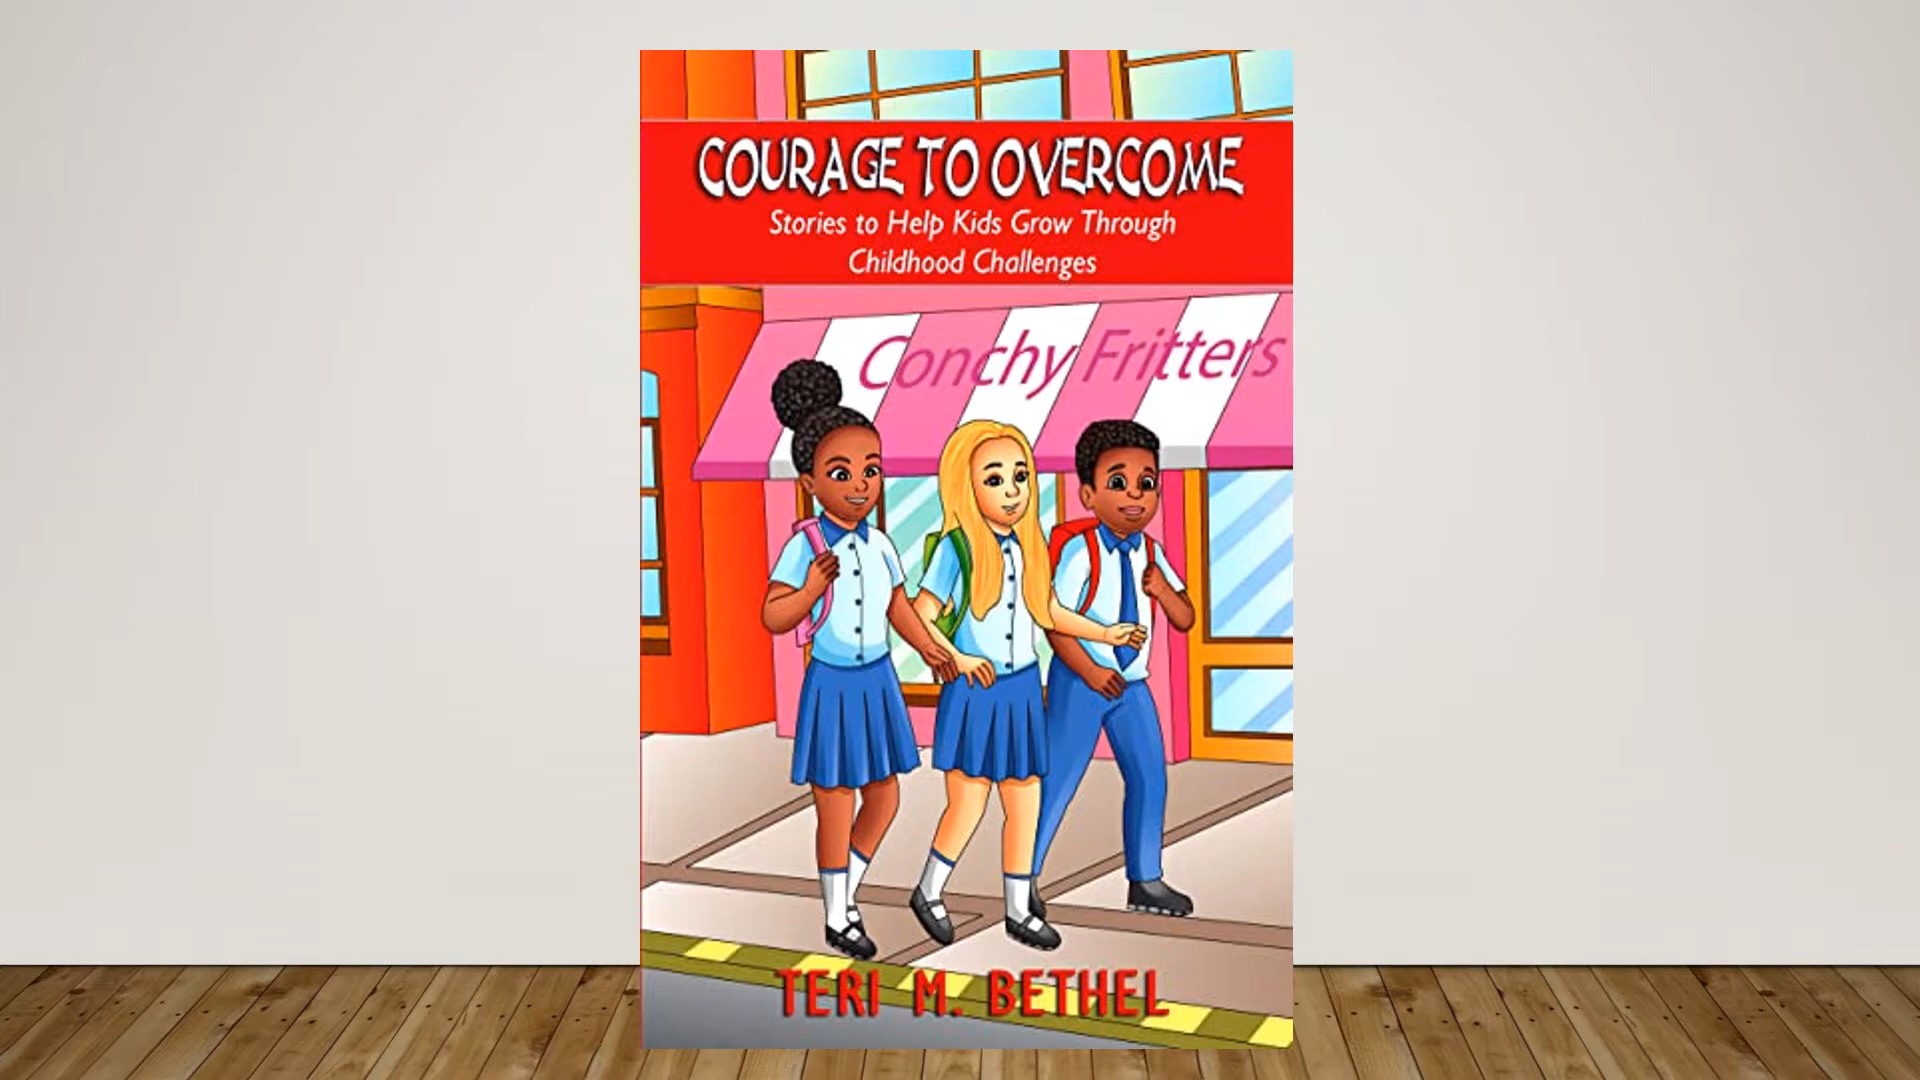 COURAGE TO OVERCOME
Stories to Help Kids Grow Through
Childhood Challenges
Conchy Fritters
TERI M. BETHEL